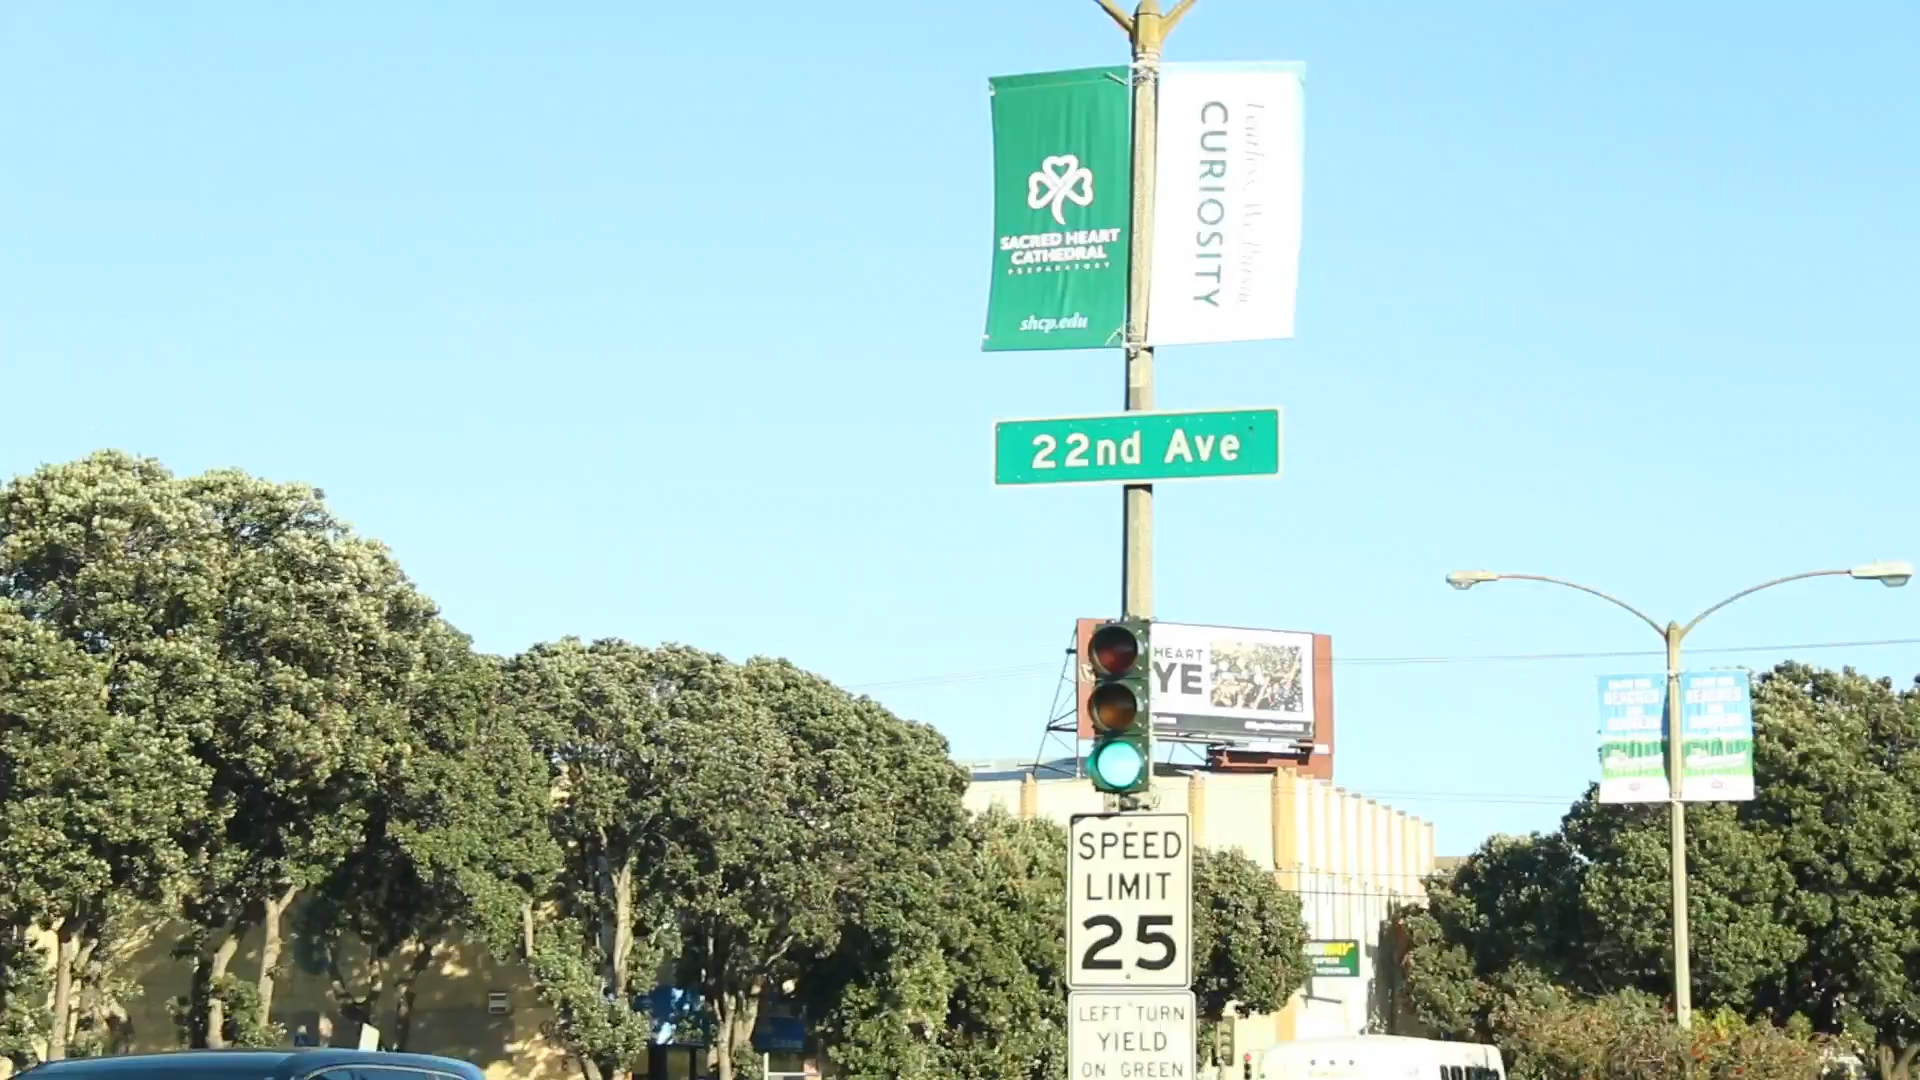 SACRED HEART
CATHEDRAL
PREPARATORY
shcp.edu
CURIOSITY
22nd Ave
HEART
YE
SPEED
LIMIT
25
LEFT TURN
YIELD
ON GREEN
OPEN